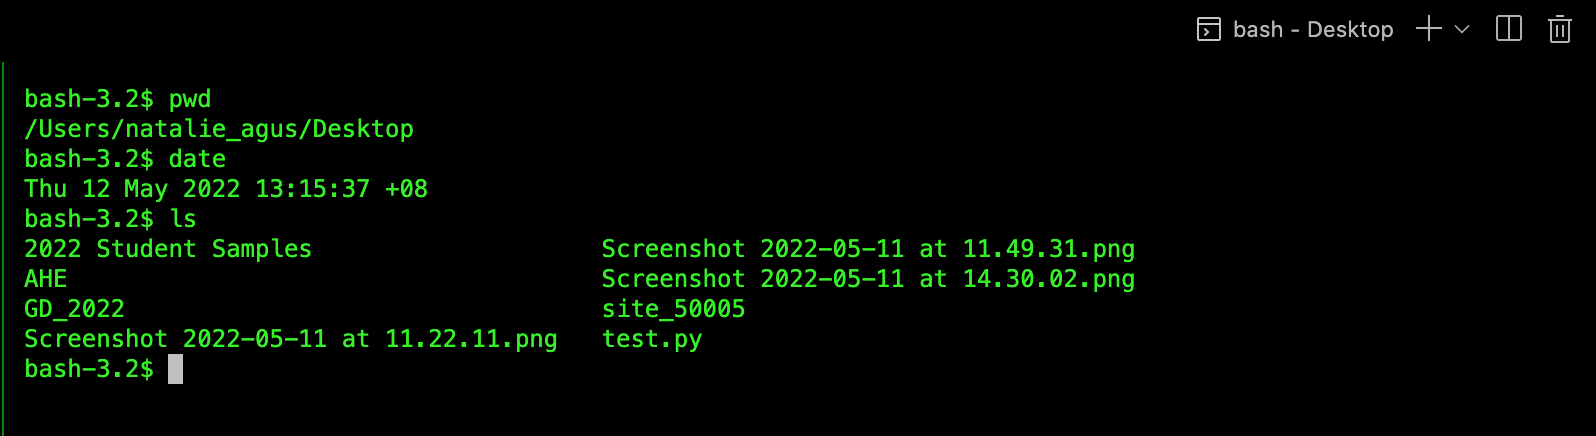 bash - Desktop
bash-3.2$ pwd
/Users/natalie_agus/Desktop
bash-3.2$ date
Thu 12 May 2022 13:15:37 +08
bash-3.2$ ls
2022 Student Samples Screenshot 2022-05-11 at 11.49.31.png
AHE Screenshot 2022-05-11 at 14.30.02.png
GD_2022 site_50005
Screenshot 2022-05-11 at 11.22.11.png test.py
bash-3.2$